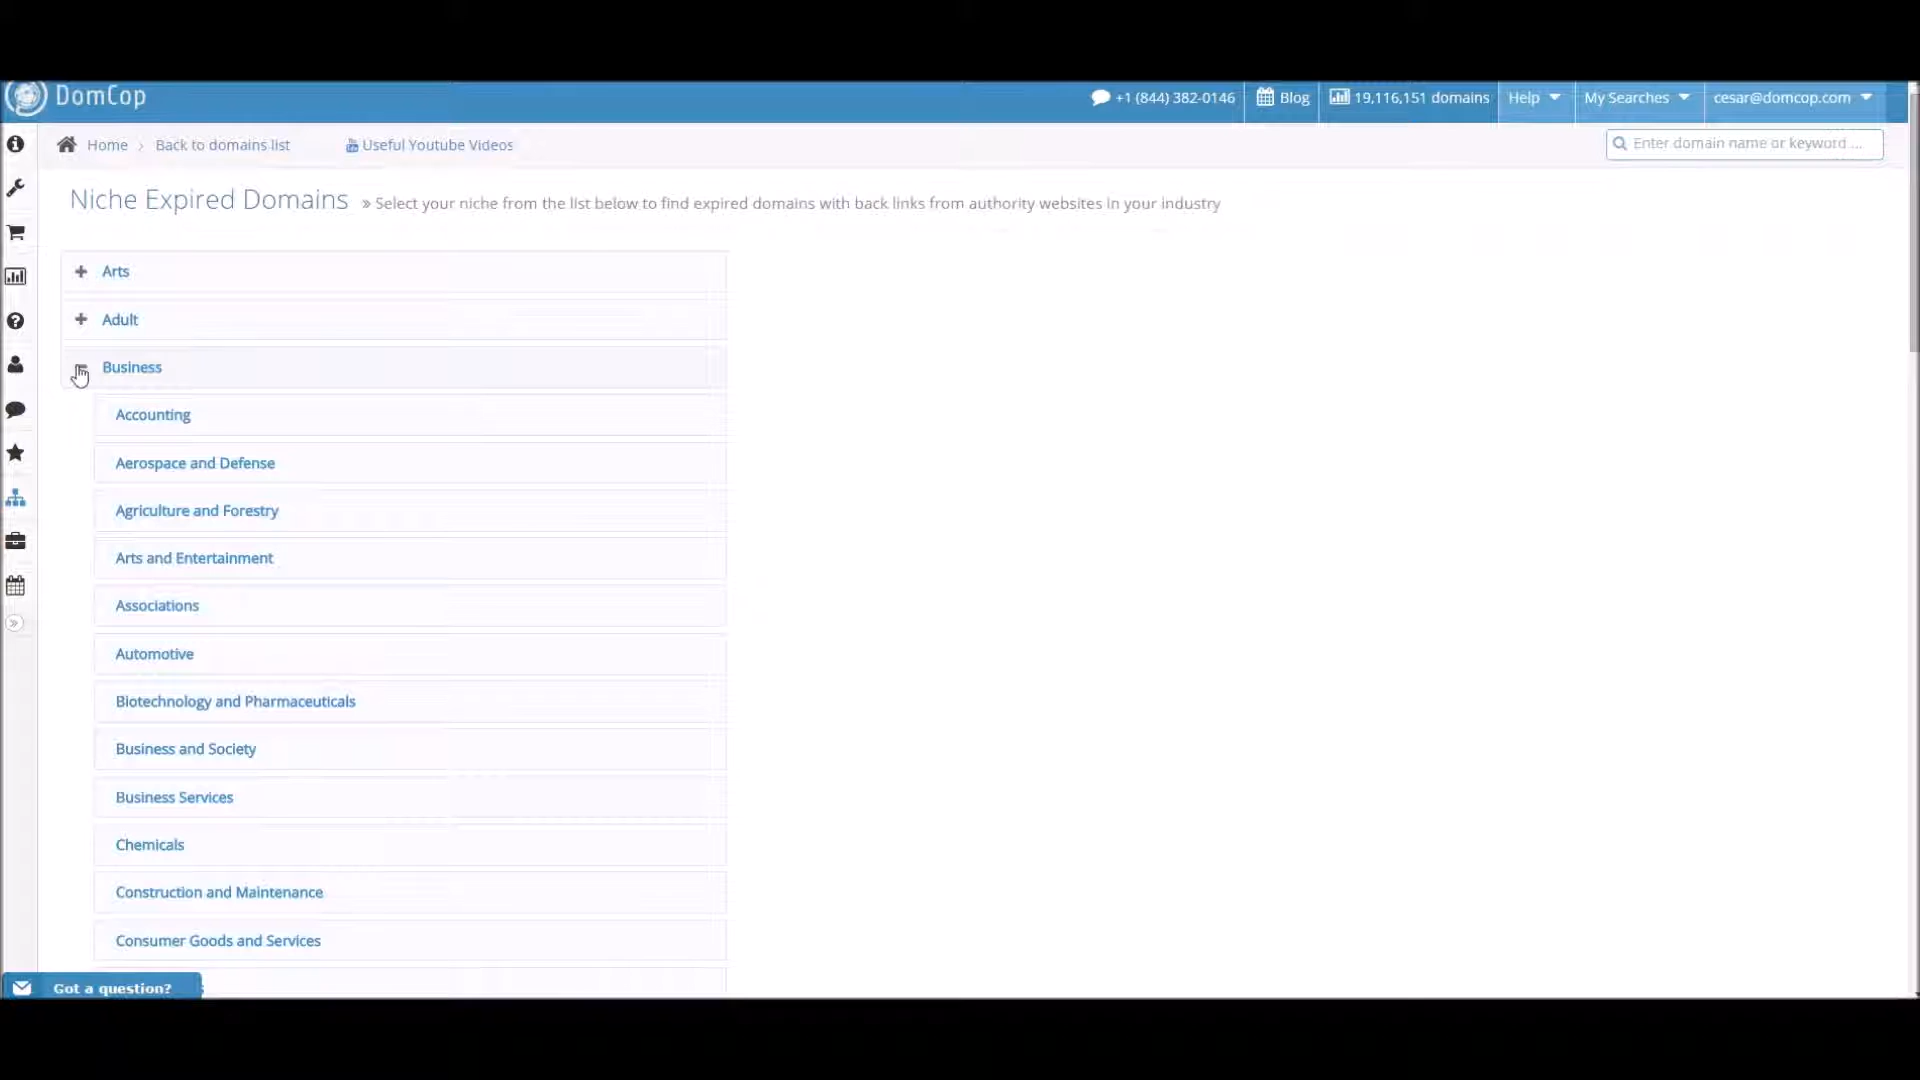 DomCop
+1 (844) 382-0146
Blog
19,116,151 domains
Help
My Searches
cesar@domcop.com
Home › Back to domains list
Useful Youtube Videos
Enter domain name or keyword ...
Niche Expired Domains
» Select your niche from the list below to find expired domains with back links from authority websites in your industry
Arts
Adult
Business
Accounting
Aerospace and Defense
Agriculture and Forestry
Arts and Entertainment
Associations
Automotive
Biotechnology and Pharmaceuticals
Business and Society
Business Services
Chemicals
Construction and Maintenance
Consumer Goods and Services
Got a question?